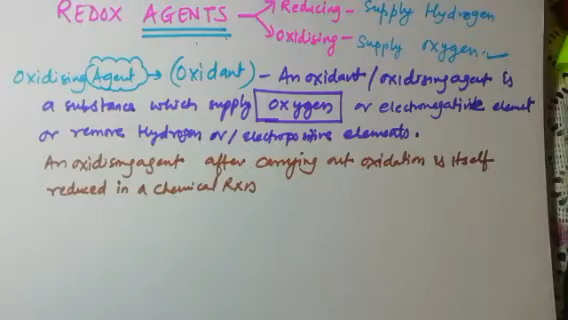 REDOX AGENTS → Reducing - Supply Hydrogen
→ Oxidising - Supply oxygen.
Oxidising Agent → (Oxidant) - An oxidant/oxidising agent is
a substance which supply oxygen or electronegative elemet
or remove Hydrogen or/electropositive elements.
An oxidising agent after carrying out oxidation is itself
reduced in a chemical Rxn